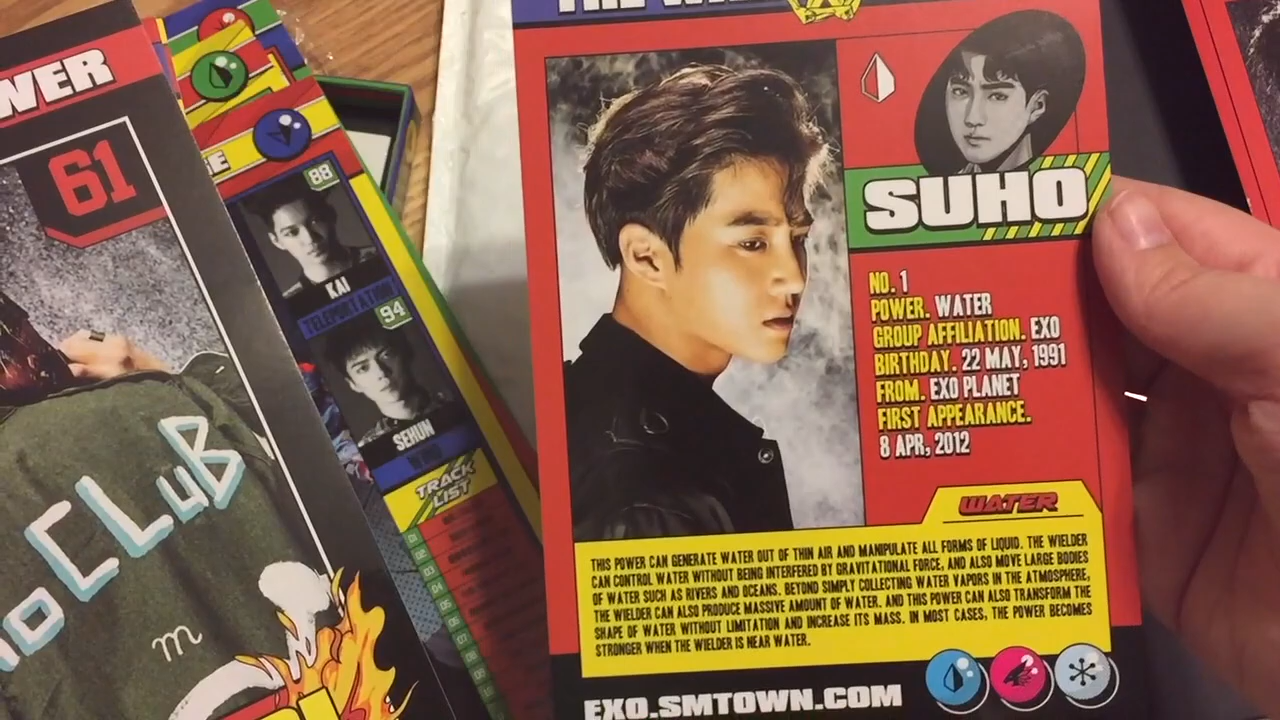 61
88
KAI
TELEPORTATION
94
SEHUN
WIND
TRACK
LIST
CLuB
m
SUHO
NO. 1
POWER. WATER
GROUP AFFILIATION. EXO
BIRTHDAY. 22 MAY, 1991
FROM. EXO PLANET
FIRST APPEARANCE.
8 APR, 2012
WATER
THIS POWER CAN GENERATE WATER OUT OF THIN AIR AND MANIPULATE ALL FORMS OF LIQUID. THE WIELDER
CAN CONTROL WATER WITHOUT BEING INTERFERED BY GRAVITATIONAL FORCE, AND ALSO MOVE LARGE BODIES
OF WATER SUCH AS RIVERS AND OCEANS. BEYOND SIMPLY COLLECTING WATER VAPORS IN THE ATMOSPHERE,
THE WIELDER CAN ALSO PRODUCE MASSIVE AMOUNT OF WATER. AND THIS POWER CAN ALSO TRANSFORM THE
SHAPE OF WATER WITHOUT LIMITATION AND INCREASE ITS MASS. IN MOST CASES, THE POWER BECOMES
STRONGER WHEN THE WIELDER IS NEAR WATER.
EXO.SMTOWN.COM